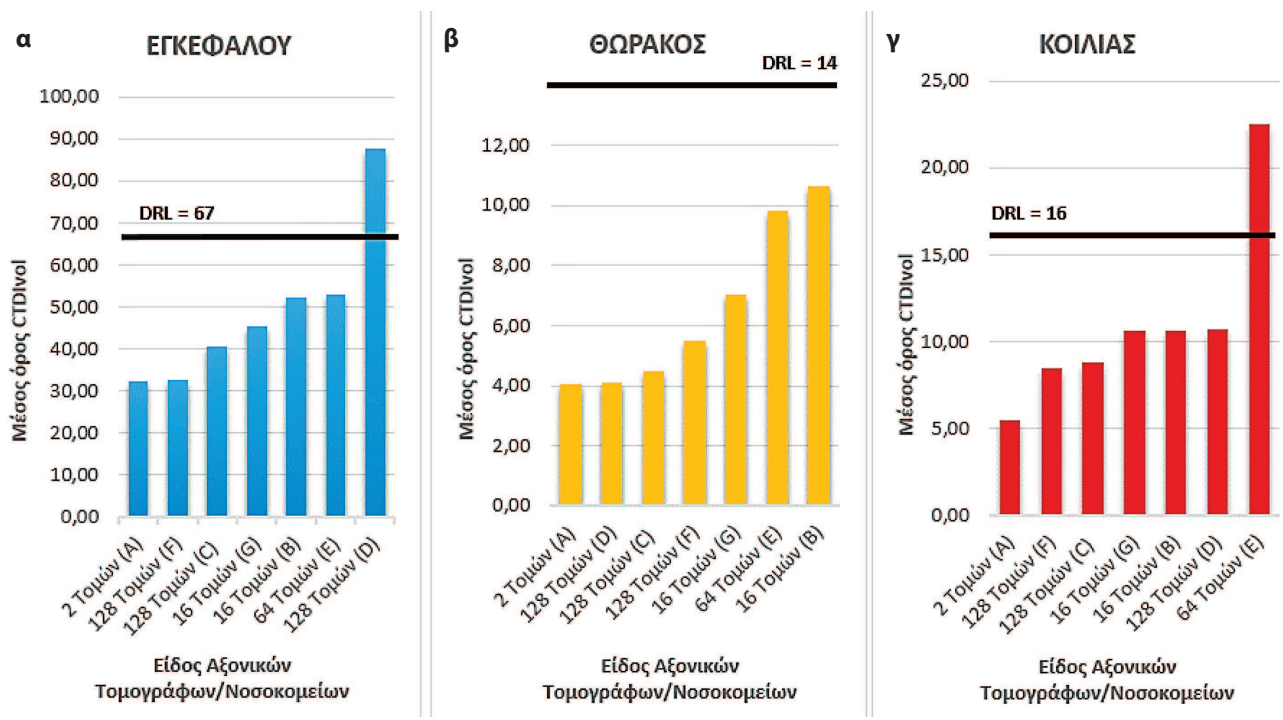 α
ΕΓΚΕΦΑΛΟΥ
100,00
90,00
80,00
70,00
60,00
50,00
40,00
30,00
20,00
10,00
0,00
DRL = 67
Μέσος όρος CTDIvol
2 Τομών (A)
128 Τομών (F)
128 Τομών (C)
16 Τομών (G)
16 Τομών (B)
64 Τομών (E)
128 Τομών (D)
Είδος Αξονικών
Τομογράφων/Νοσοκομείων
β
ΘΩΡΑΚΟΣ
DRL = 14
12,00
10,00
8,00
6,00
4,00
2,00
0,00
Μέσος όρος CTDIvol
2 Τομών (A)
128 Τομών (D)
128 Τομών (C)
128 Τομών (F)
16 Τομών (G)
64 Τομών (E)
16 Τομών (B)
Είδος Αξονικών
Τομογράφων/Νοσοκομείων
γ
ΚΟΙΛΙΑΣ
25,00
20,00
15,00
10,00
5,00
0,00
DRL = 16
Μέσος όρος CTDIvol
2 Τομών (A)
128 Τομών (F)
128 Τομών (C)
16 Τομών (G)
16 Τομών (B)
128 Τομών (D)
64 Τομών (E)
Είδος Αξονικών
Τομογράφων/Νοσοκομείων